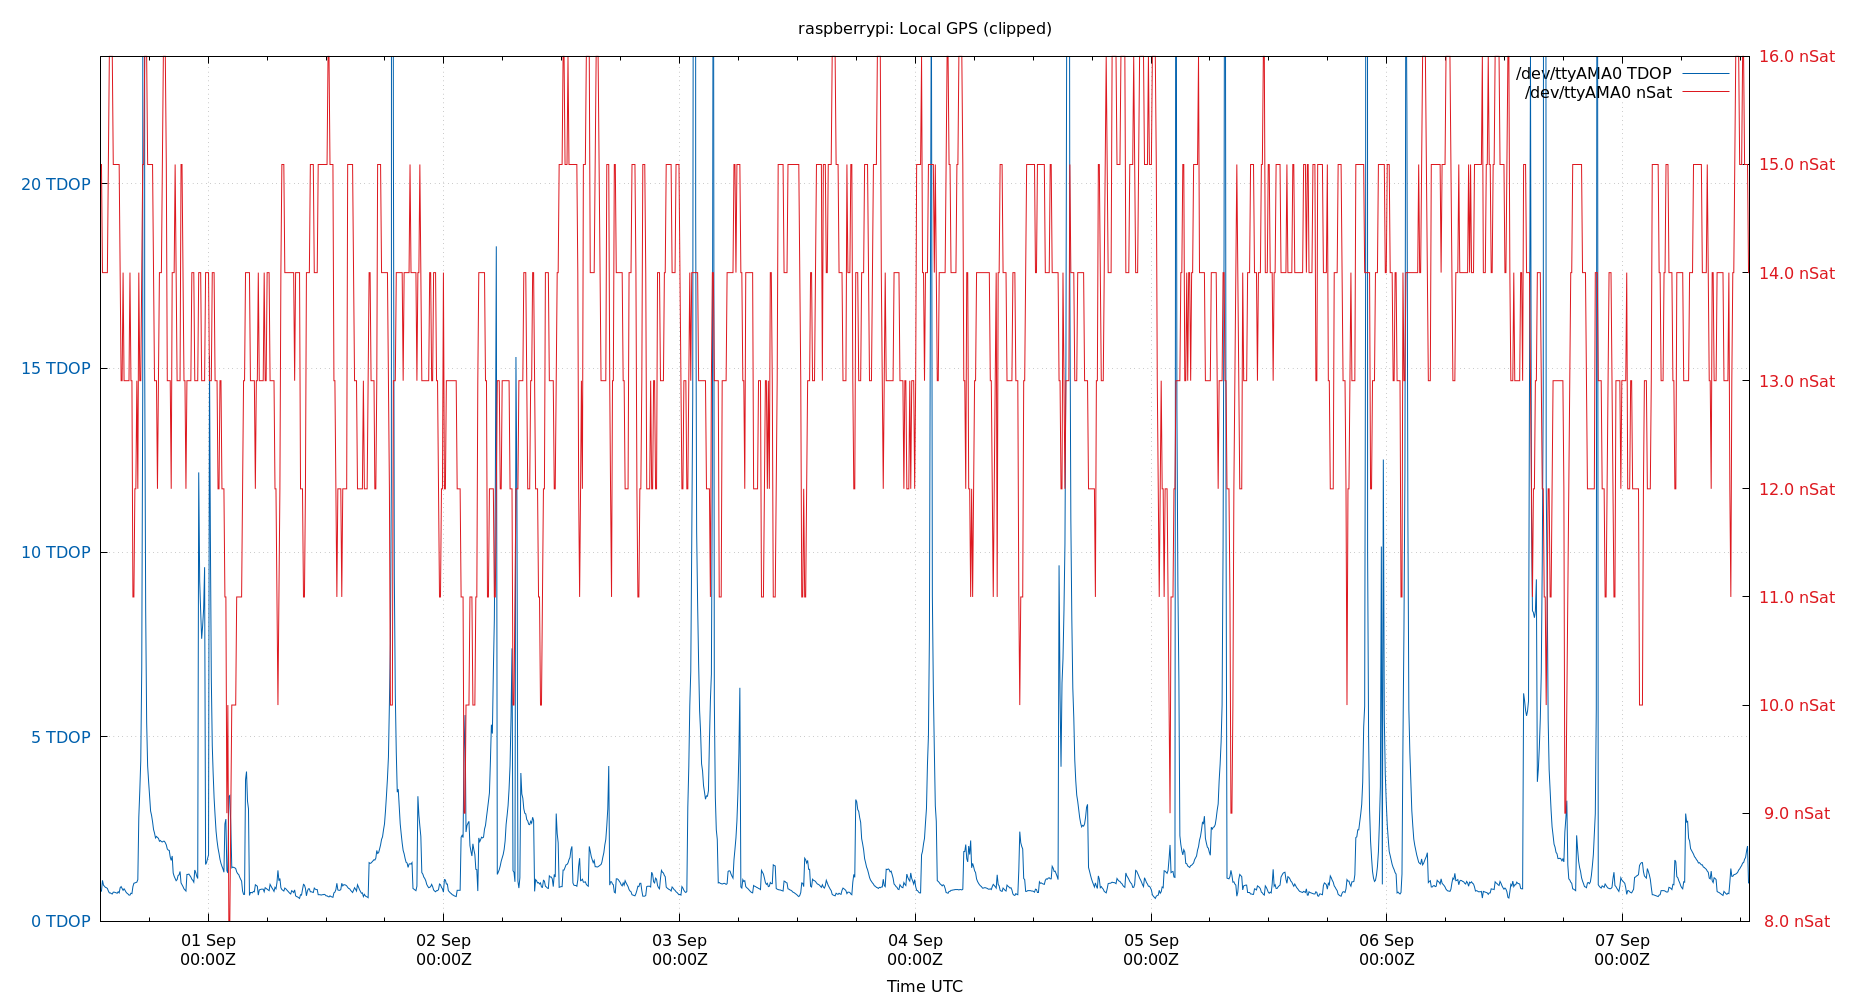 raspberrypi: Local GPS (clipped)
/dev/ttyAMA0 TDOP
/dev/ttyAMA0 nSat
20 TDOP
15 TDOP
10 TDOP
5 TDOP
0 TDOP
16.0 nSat
15.0 nSat
14.0 nSat
13.0 nSat
12.0 nSat
11.0 nSat
10.0 nSat
9.0 nSat
8.0 nSat
01 Sep
00:00Z
02 Sep
00:00Z
03 Sep
00:00Z
04 Sep
00:00Z
05 Sep
00:00Z
06 Sep
00:00Z
07 Sep
00:00Z
Time UTC